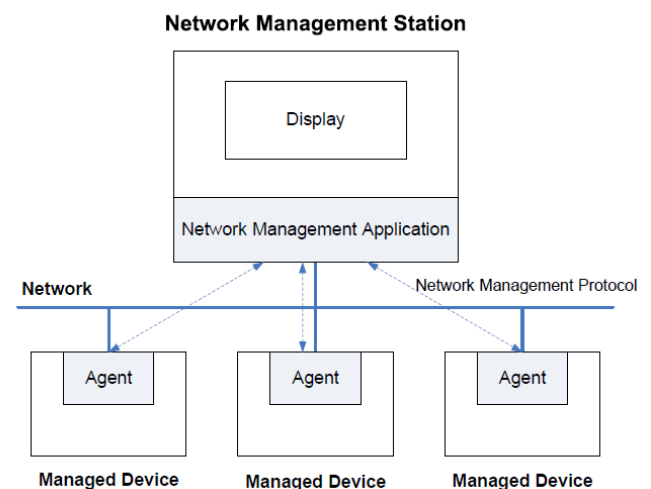 Network Management Station
Display
Network Management Application
Network
Network Management Protocol
Agent
Agent
Agent
Managed Device
Managed Device
Managed Device